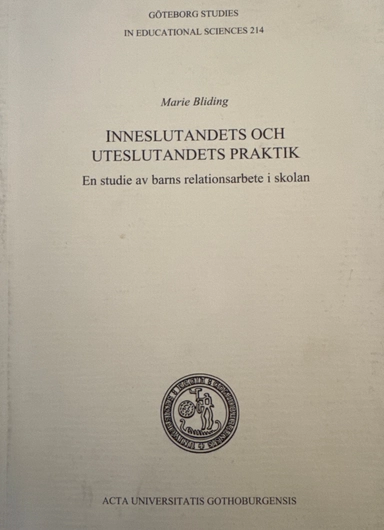 GÖTEBORG STUDIES
IN EDUCATIONAL SCIENCES 214
Marie Bliding
INNESLUTANDETS OCH
UTESLUTANDETS PRAKTIK
En studie av barns relationsarbete i skolan
ACTA UNIVERSITATIS GOTHOBURGENSIS